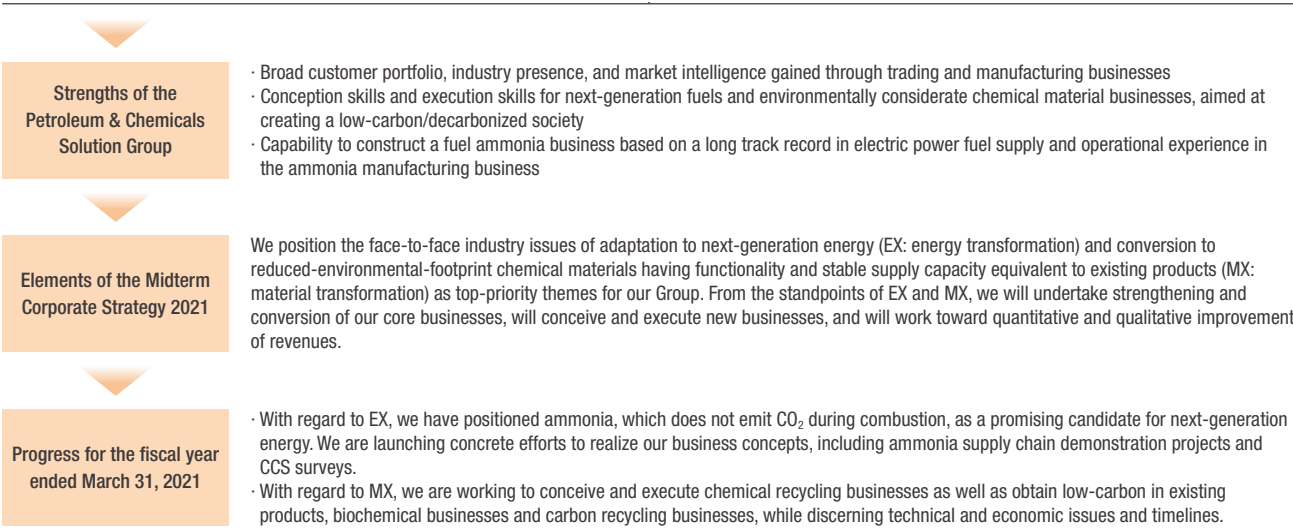 Strengths of the
Petroleum & Chemicals
Solution Group
· Broad customer portfolio, industry presence, and market intelligence gained through trading and manufacturing businesses
· Conception skills and execution skills for next-generation fuels and environmentally considerate chemical material businesses, aimed at
creating a low-carbon/decarbonized society
· Capability to construct a fuel ammonia business based on a long track record in electric power fuel supply and operational experience in
the ammonia manufacturing business
Elements of the Midterm
Corporate Strategy 2021
We position the face-to-face industry issues of adaptation to next-generation energy (EX: energy transformation) and conversion to
reduced-environmental-footprint chemical materials having functionality and stable supply capacity equivalent to existing products (MX:
material transformation) as top-priority themes for our Group. From the standpoints of EX and MX, we will undertake strengthening and
conversion of our core businesses, will conceive and execute new businesses, and will work toward quantitative and qualitative improvement
of revenues.
Progress for the fiscal year
ended March 31, 2021
· With regard to EX, we have positioned ammonia, which does not emit CO₂ during combustion, as a promising candidate for next-generation
energy. We are launching concrete efforts to realize our business concepts, including ammonia supply chain demonstration projects and
CCS surveys.
· With regard to MX, we are working to conceive and execute chemical recycling businesses as well as obtain low-carbon in existing
products, biochemical businesses and carbon recycling businesses, while discerning technical and economic issues and timelines.